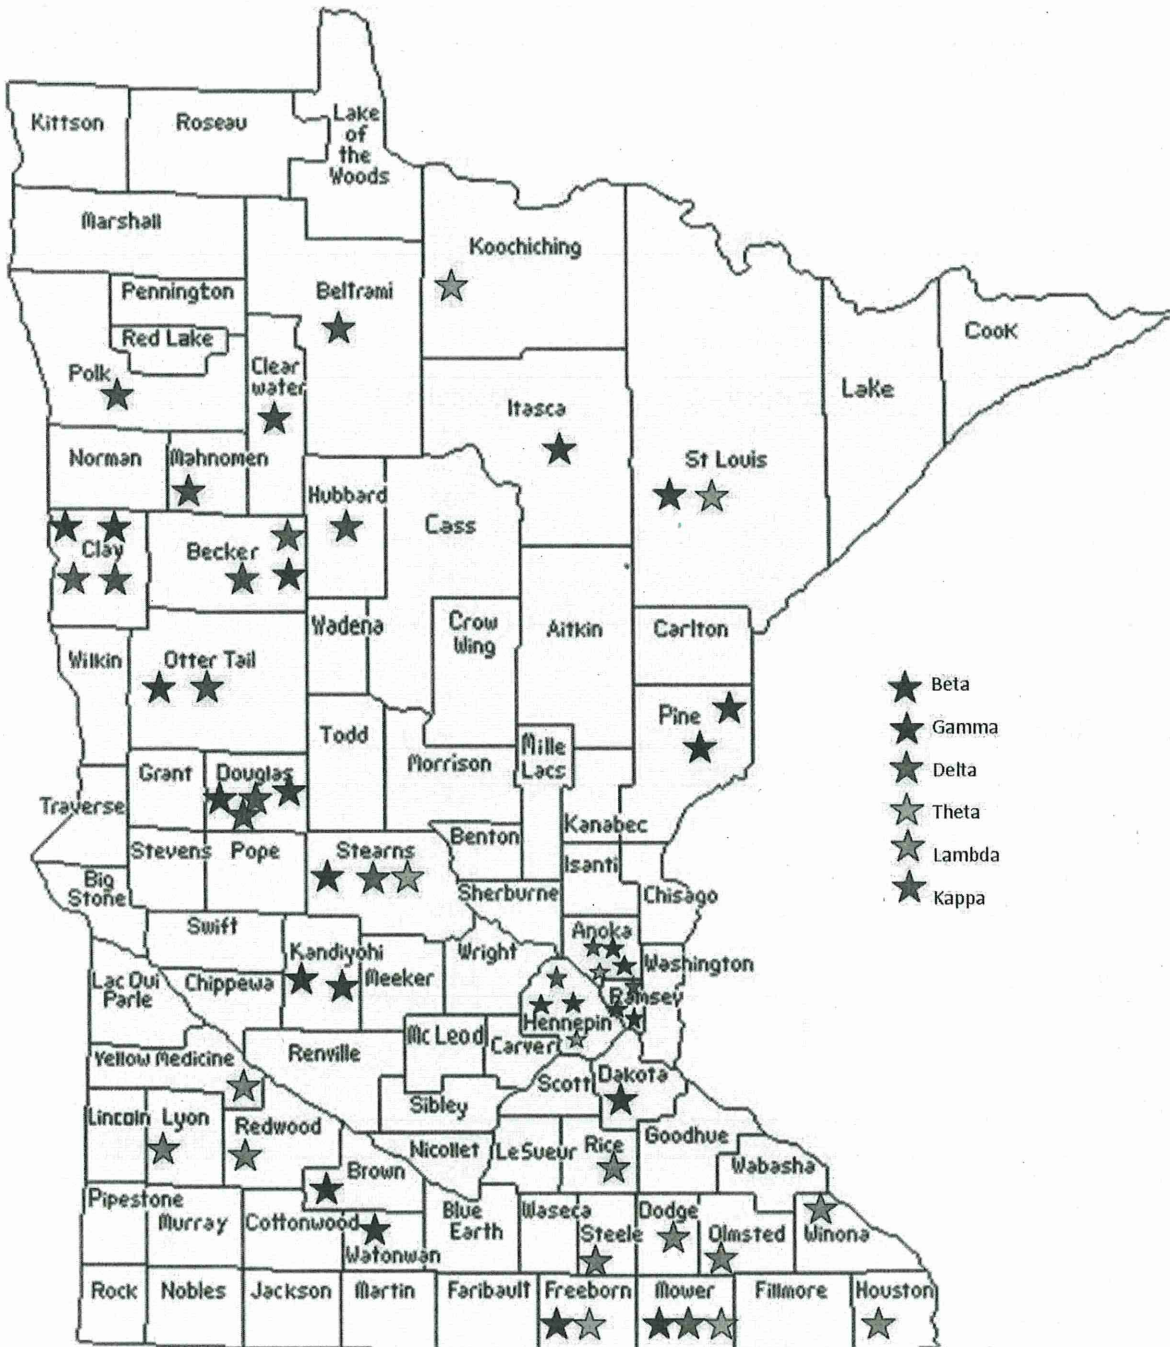 Kittson
Roseau
Lake
of
the
Woods
Marshall
Koochiching
Pennington
Beltrami
Red Lake
Cook
Polk
Clear
water
Lake
Itasca
Norman
Mahnomen
St Louis
Hubbard
Cass
Clay
Becker
Wadena
Crow
Wing
Aitkin
Carlton
Wilkin
Otter Tail
Beta
Pine
Gamma
Todd
Mille
Lacs
Grant
Douglas
Morrison
Delta
Traverse
Theta
Kanabec
Benton
Stevens
Pope
Stearns
Isanti
Lambda
Big
Stone
Sherburne
Chisago
Kappa
Swift
Anoka
Kandiyohi
Wright
Washington
Lac Qui
Parle
Chippewa
Meeker
Ramsey
Hennepin
Mc Leod
Carver
Renville
Yellow Medicine
Scott
Dakota
Sibley
Lincoln
Lyon
Redwood
Nicollet
Le Sueur
Rice
Goodhue
Brown
Wabasha
Pipestone
Murray
Cottonwood
Watonwan
Blue
Earth
Waseca
Steele
Dodge
Olmsted
Winona
Rock
Nobles
Jackson
Martin
Faribault
Freeborn
Mower
Fillmore
Houston